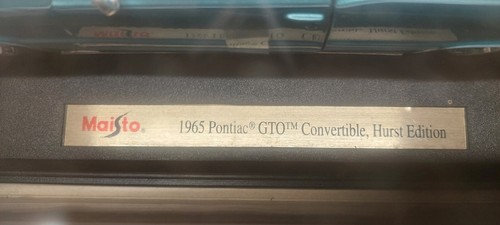 Maisto® 1965 Pontiac® GTO™ Convertible, Hurst Edition